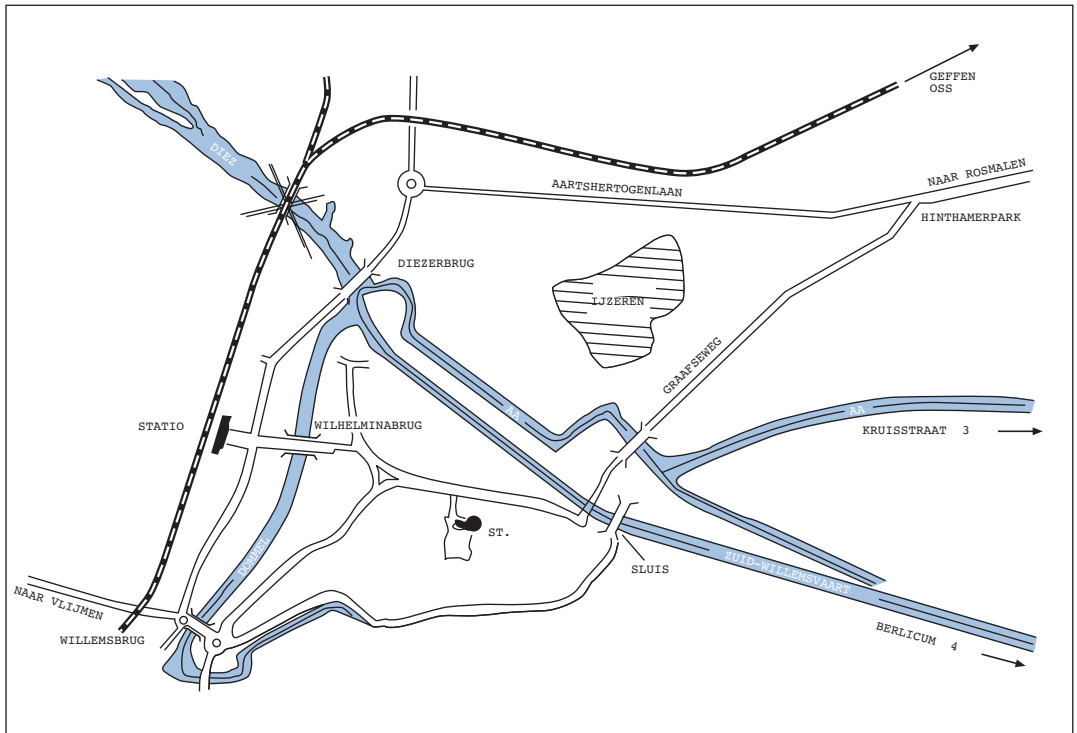 GEFFEN
OSS
DIEZ
NAAR ROSMALEN
AARTSHERTOGENLAAN
HINTHAMERPARK
DIEZERBRUG
IJZEREN
GRAAFSEWEG
AA
AA
STATIO
WILHELMINABRUG
KRUISSTRAAT 3
ST.
DOMMEL
SLUIS
ZUID-WILLEMSVAART
NAAR VLIJMEN
WILLEMSBRUG
BERLICUM 4